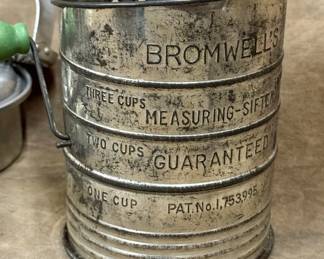 BROMWELL'S
THREE CUPS MEASURING-SIFTER
TWO CUPS GUARANTEED
ONE CUP PAT. No. 1,753,995